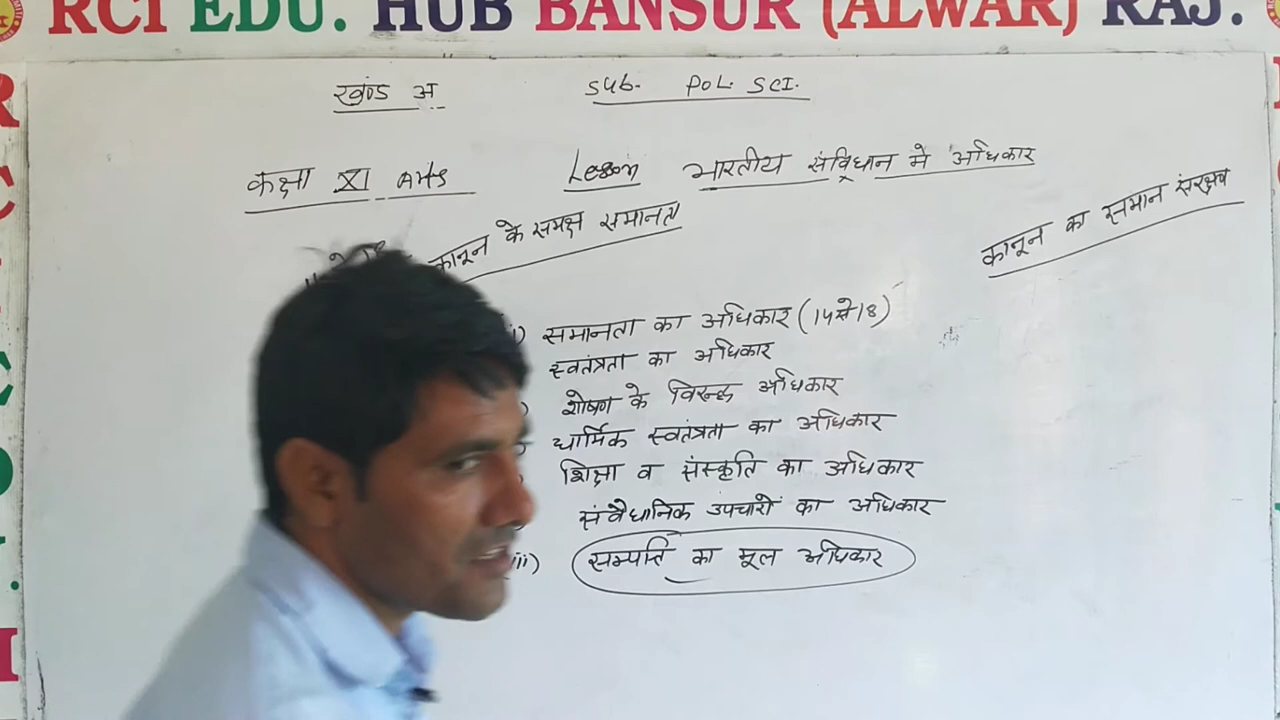 RCI EDU. HUB BANSUR (ALWAR) RAJ.
खण्ड अ Sub. POL. SCI.
कक्षा XI Arts Lesson भारतीय संविधान मे अधिकार
कानून के समक्ष समानता
कानून का समान संरक्षण
समानता का अधिकार (14 से 18)
स्वतंत्रता का अधिकार
शोषण के विरुद्ध अधिकार
धार्मिक स्वतंत्रता का अधिकार
शिक्षा व संस्कृति का अधिकार
संवैधानिक उपचारों का अधिकार
सम्पत्ति का मूल अधिकार